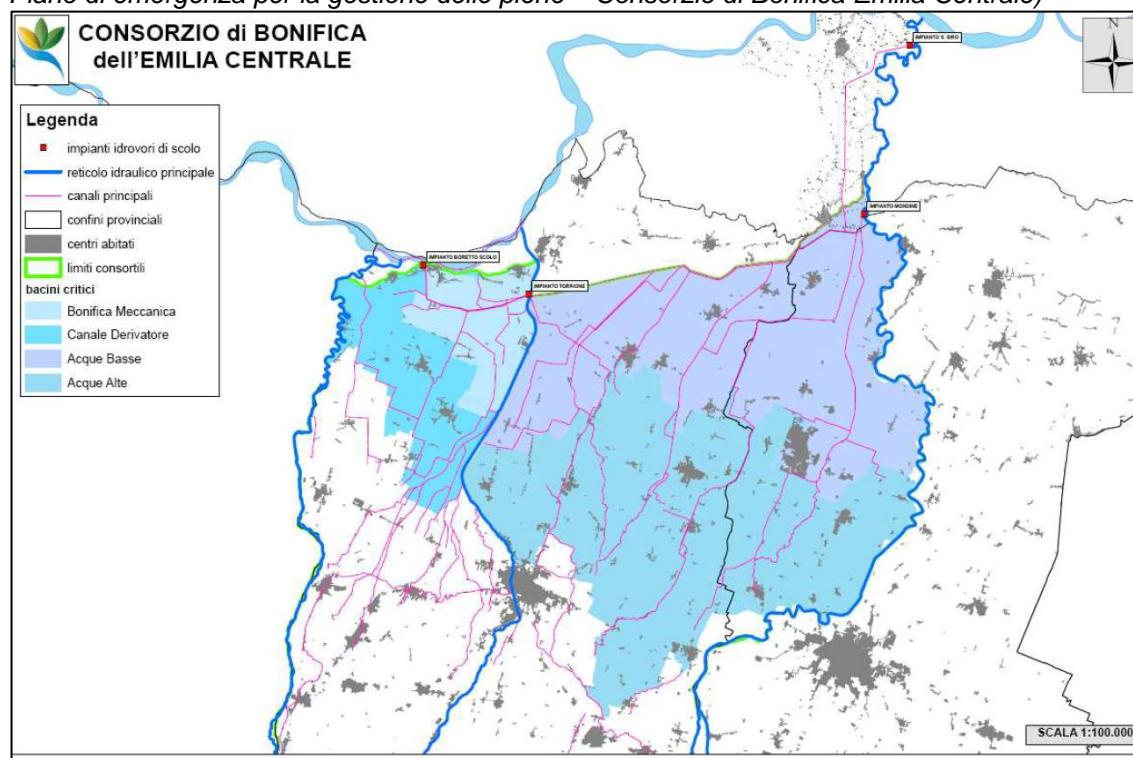 Piano di emergenza per la gestione delle piene – Consorzio di Bonifica Emilia Centrale)
CONSORZIO di BONIFICA
dell'EMILIA CENTRALE
N
IMPIANTO S. SIRO
Legenda
impianti idrovori di scolo
reticolo idraulico principale
canali principali
confini provinciali
centri abitati
limiti consortili
bacini critici
Bonifica Meccanica
Canale Derivatore
Acque Basse
Acque Alte
IMPIANTO MONDINE
IMPIANTO BORETTO SCOLO
IMPIANTO TORRIONE
SCALA 1:100.000